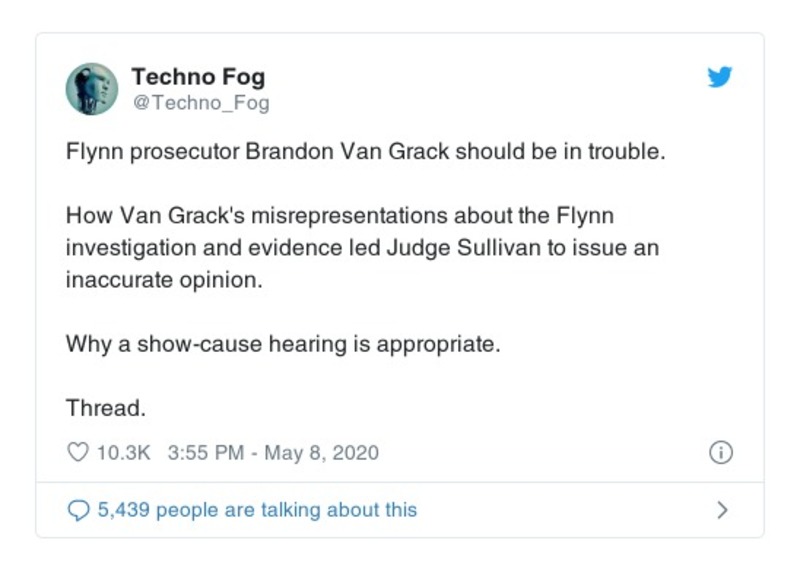 Techno Fog
@Techno_Fog
Flynn prosecutor Brandon Van Grack should be in trouble.
How Van Grack's misrepresentations about the Flynn
investigation and evidence led Judge Sullivan to issue an
inaccurate opinion.
Why a show-cause hearing is appropriate.
Thread.
10.3K 3:55 PM - May 8, 2020
5,439 people are talking about this